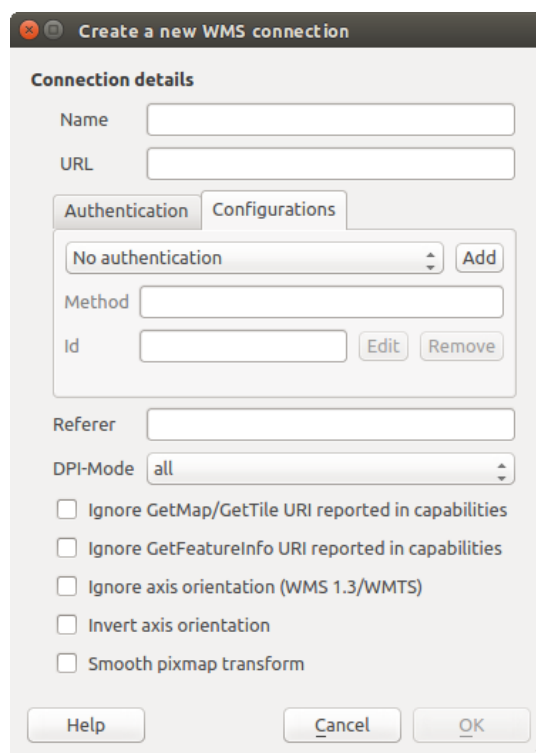 Create a new WMS connection
Connection details
Name
URL
Authentication Configurations
No authentication Add
Method
Id Edit Remove
Referer
DPI-Mode all
Ignore GetMap/GetTile URI reported in capabilities
Ignore GetFeatureInfo URI reported in capabilities
Ignore axis orientation (WMS 1.3/WMTS)
Invert axis orientation
Smooth pixmap transform
Help Cancel OK